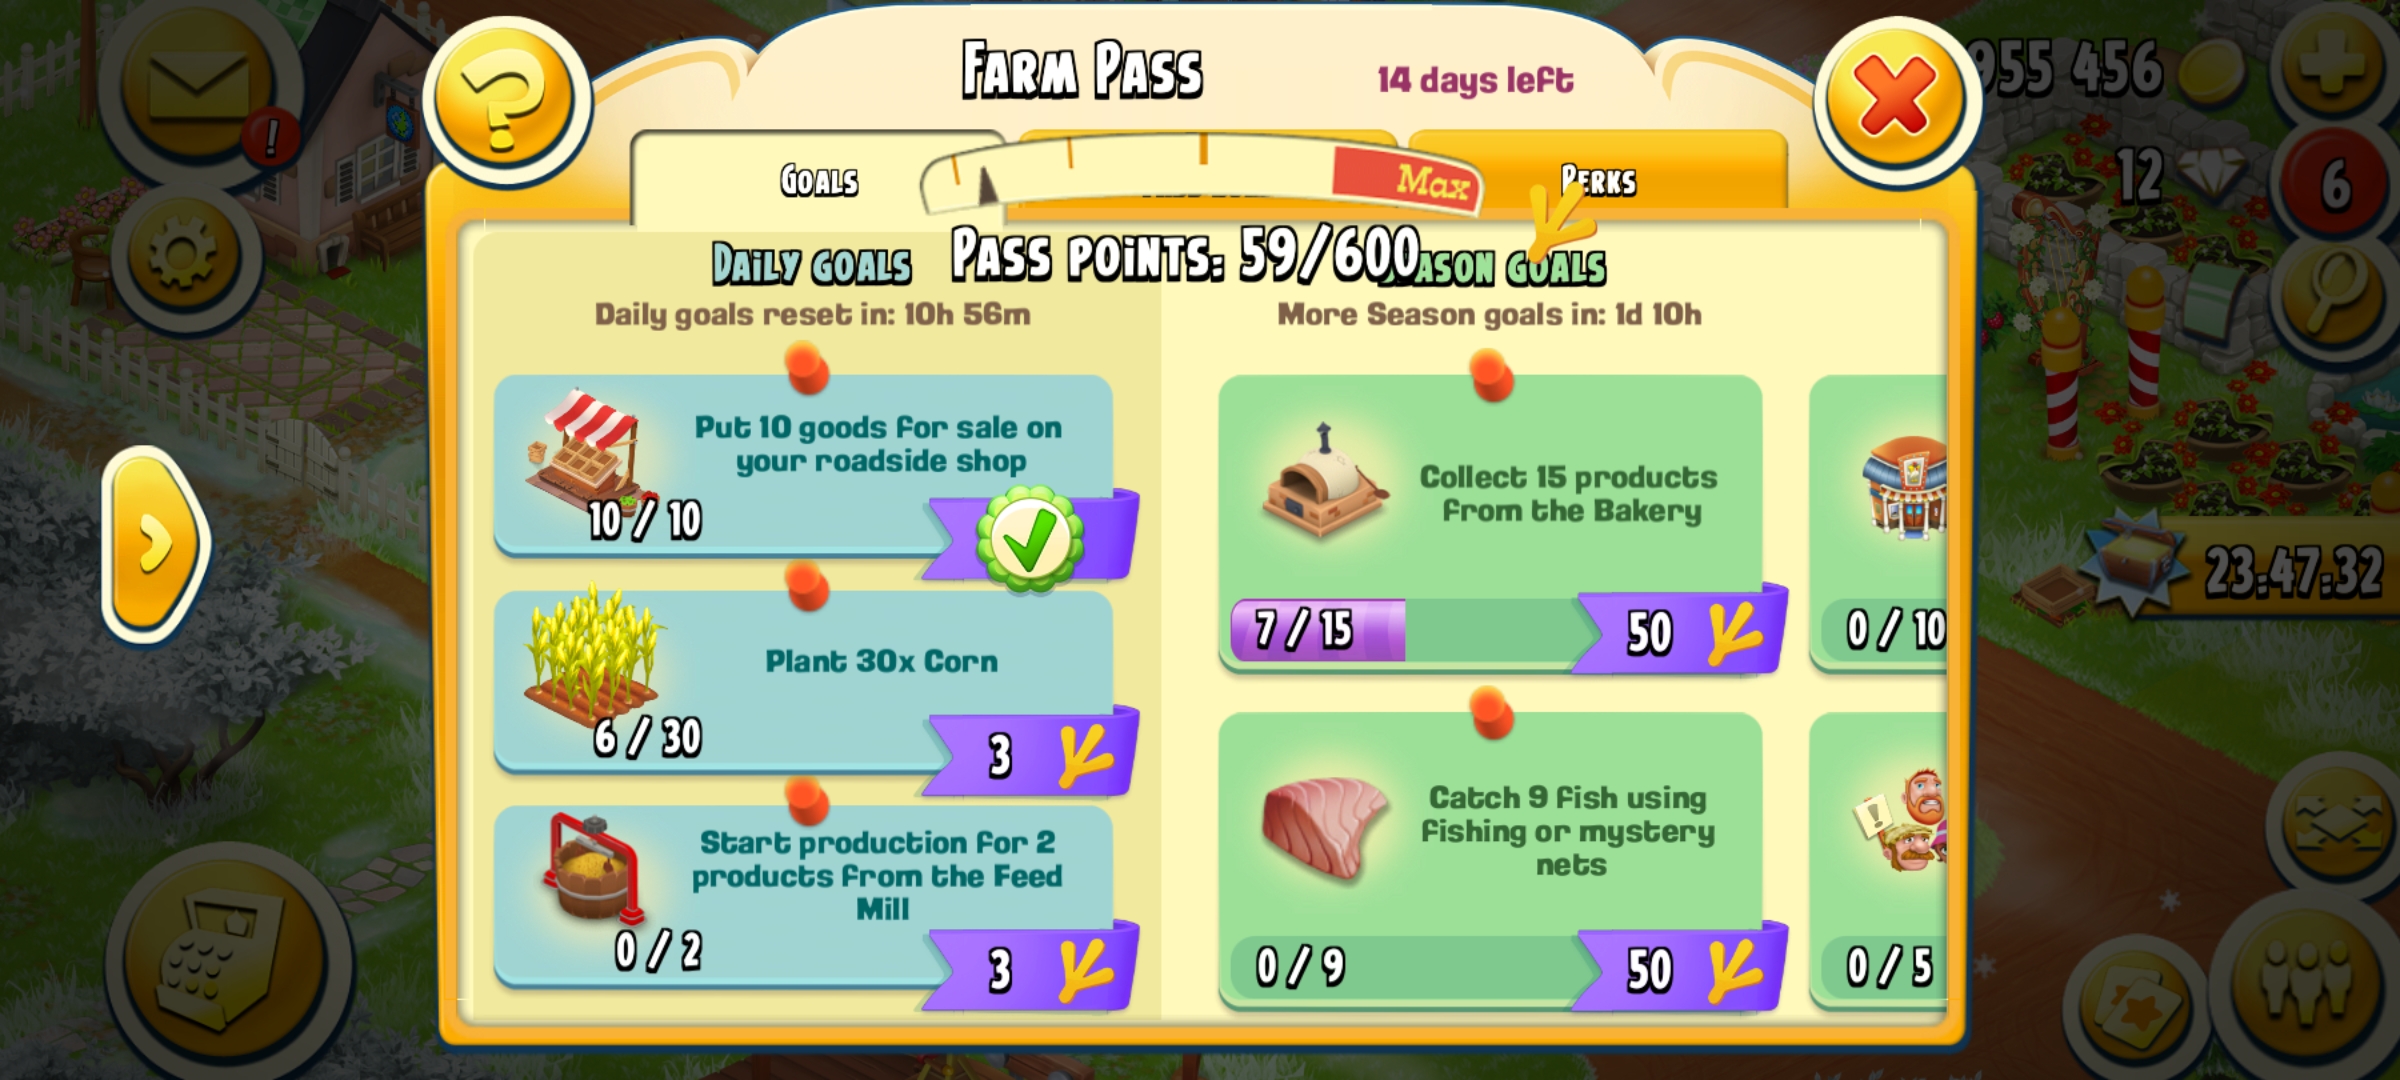 FARM PASS
14 days left
955 456
!
GOALS
Max
PERKS
12
6
DAILY GOALS
PASS POINTS: 59/600
ASON GOALS
Daily goals reset in: 10h 56m
More Season goals in: 1d 10h
Put 10 goods for sale on
your roadside shop
10 / 10
Plant 30x Corn
6 / 30
3
Start production for 2
products from the Feed
Mill
0 / 2
3
Collect 15 products
from the Bakery
7 / 15
50
0 / 10
Catch 9 fish using
fishing or mystery
nets
0 / 9
50
!
0 / 5
23:47:32